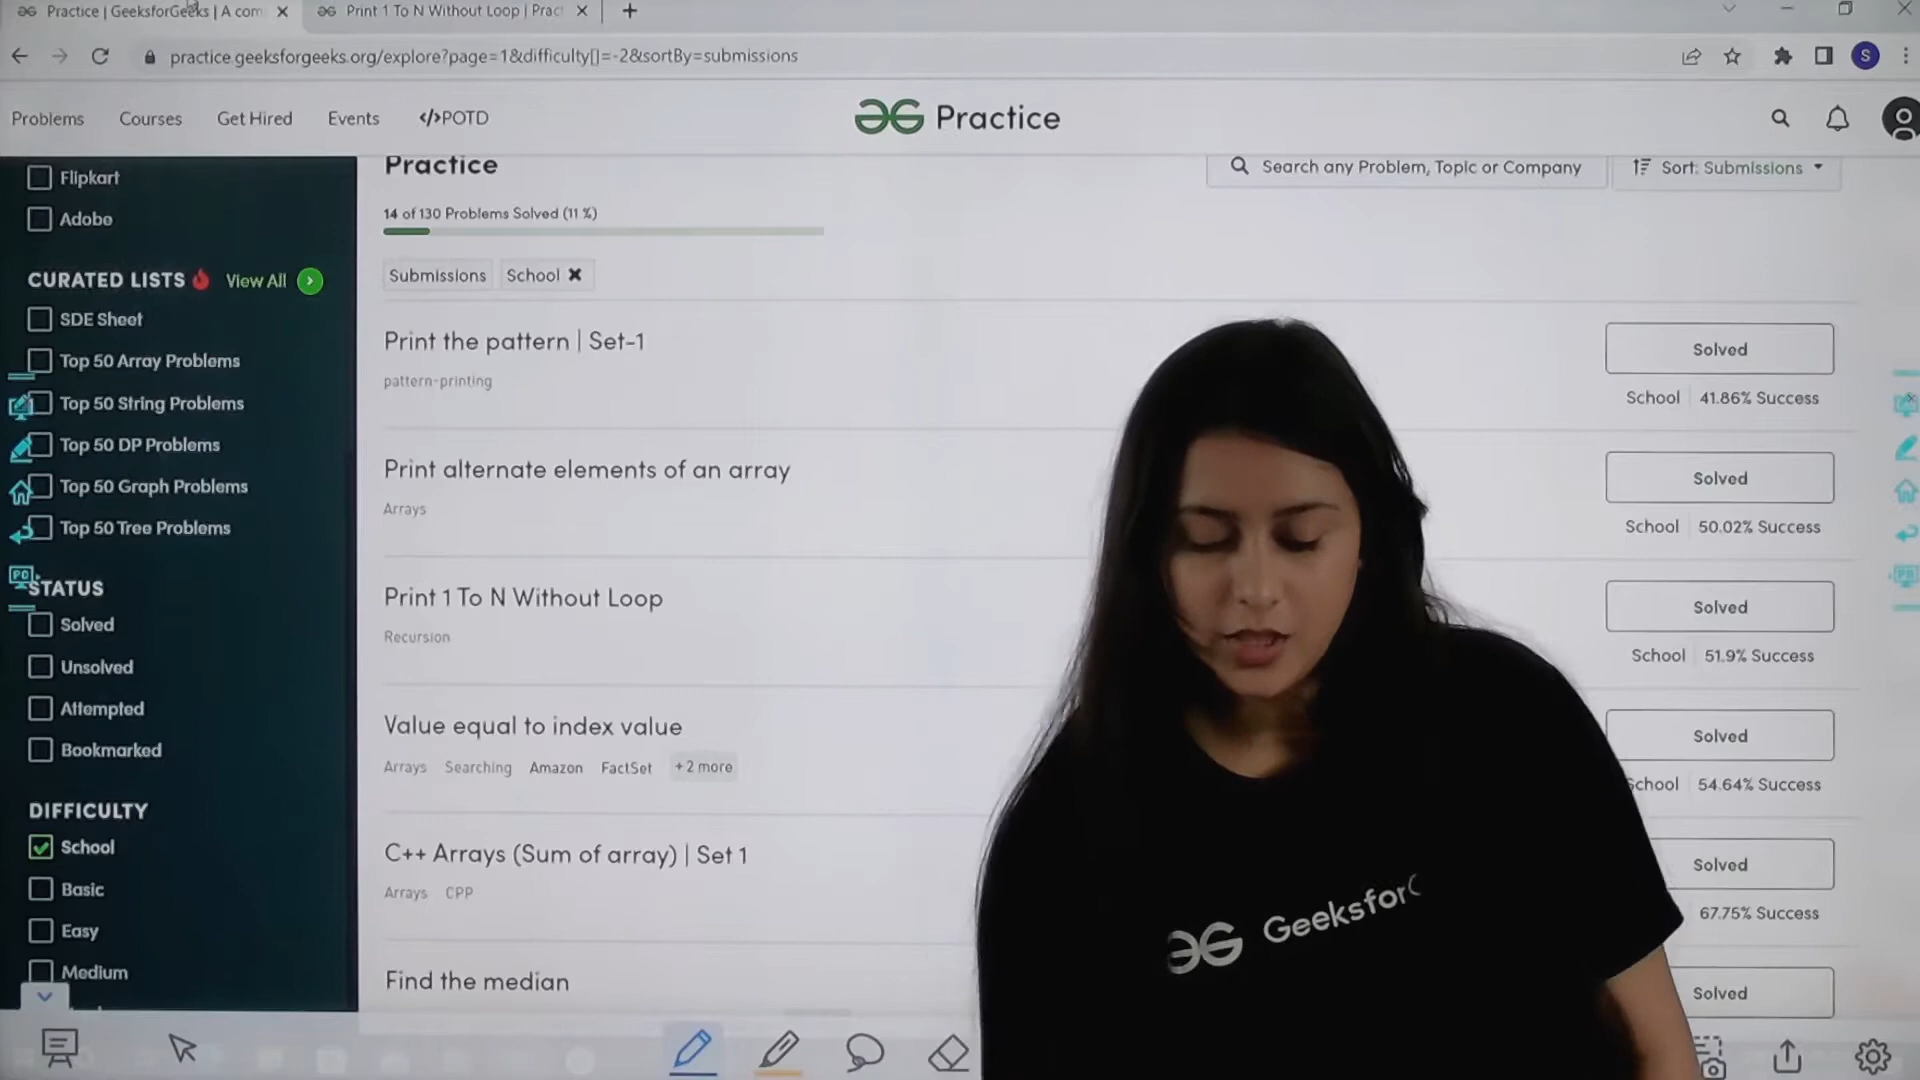 Practice | GeeksforGeeks | A com
Print 1 To N Without Loop | Prac
practice.geeksforgeeks.org/explore?page=1&difficulty[]=-2&sortBy=submissions
S
Problems
Courses
Get Hired
Events
</>POTD
Practice
Flipkart
Adobe
CURATED LISTS
View All
SDE Sheet
Top 50 Array Problems
Top 50 String Problems
Top 50 DP Problems
Top 50 Graph Problems
Top 50 Tree Problems
STATUS
Solved
Unsolved
Attempted
Bookmarked
DIFFICULTY
School
Basic
Easy
Medium
Practice
Search any Problem, Topic or Company
Sort: Submissions
14 of 130 Problems Solved (11 %)
Submissions
School
Print the pattern | Set-1
pattern-printing
Solved
School
41.86% Success
Print alternate elements of an array
Arrays
Solved
School
50.02% Success
Print 1 To N Without Loop
Recursion
Solved
School
51.9% Success
Value equal to index value
Arrays
Searching
Amazon
FactSet
+2 more
Solved
School
54.64% Success
C++ Arrays (Sum of array) | Set 1
Arrays
CPP
Solved
67.75% Success
Find the median
Solved
GeeksforG